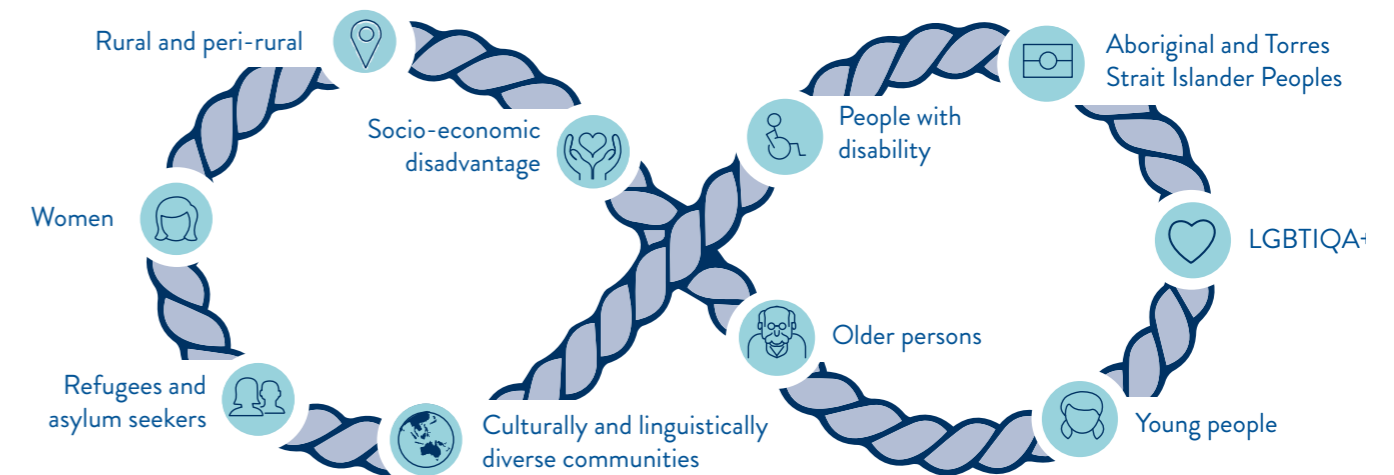 Rural and peri-rural
Aboriginal and Torres
Strait Islander Peoples
Socio-economic
disadvantage
People with
disability
Women
LGBTIQA+
Older persons
Refugees and
asylum seekers
Culturally and linguistically
diverse communities
Young people